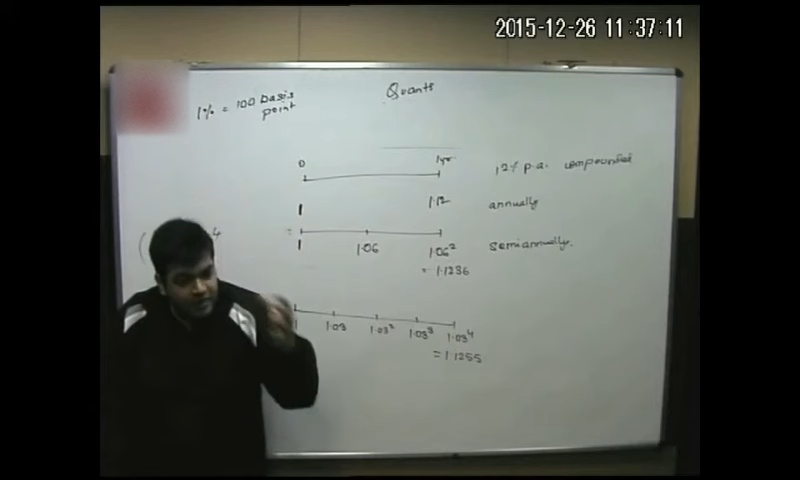 2015-12-26 11:37:11
1% = 100 basis
point
Quants
0 1yr
12% p.a. compounded
1 1.12 annually
1 1.06 1.06² semiannually.
= 1.1236
1.03 1.03² 1.03³ 1.03⁴
= 1.1255
( 4